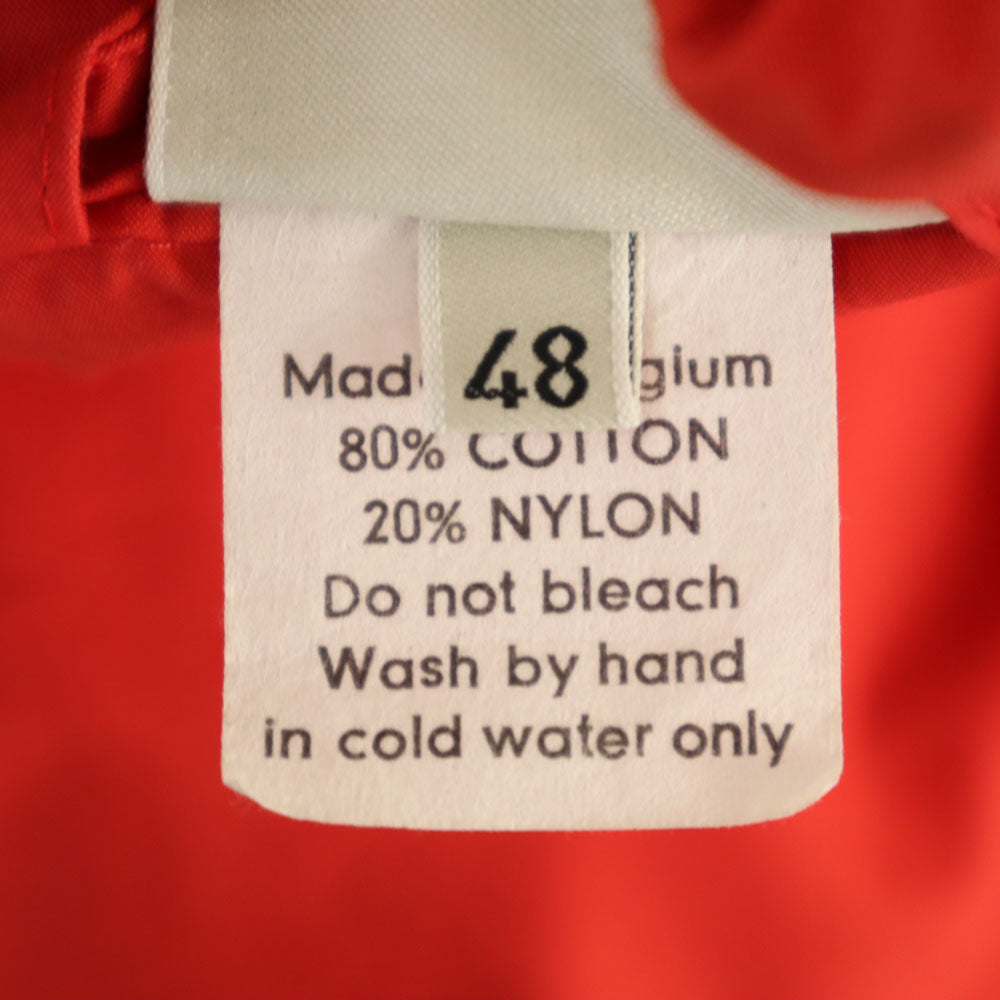 48
Mad gium
80% COTTON
20% NYLON
Do not bleach
Wash by hand
in cold water only